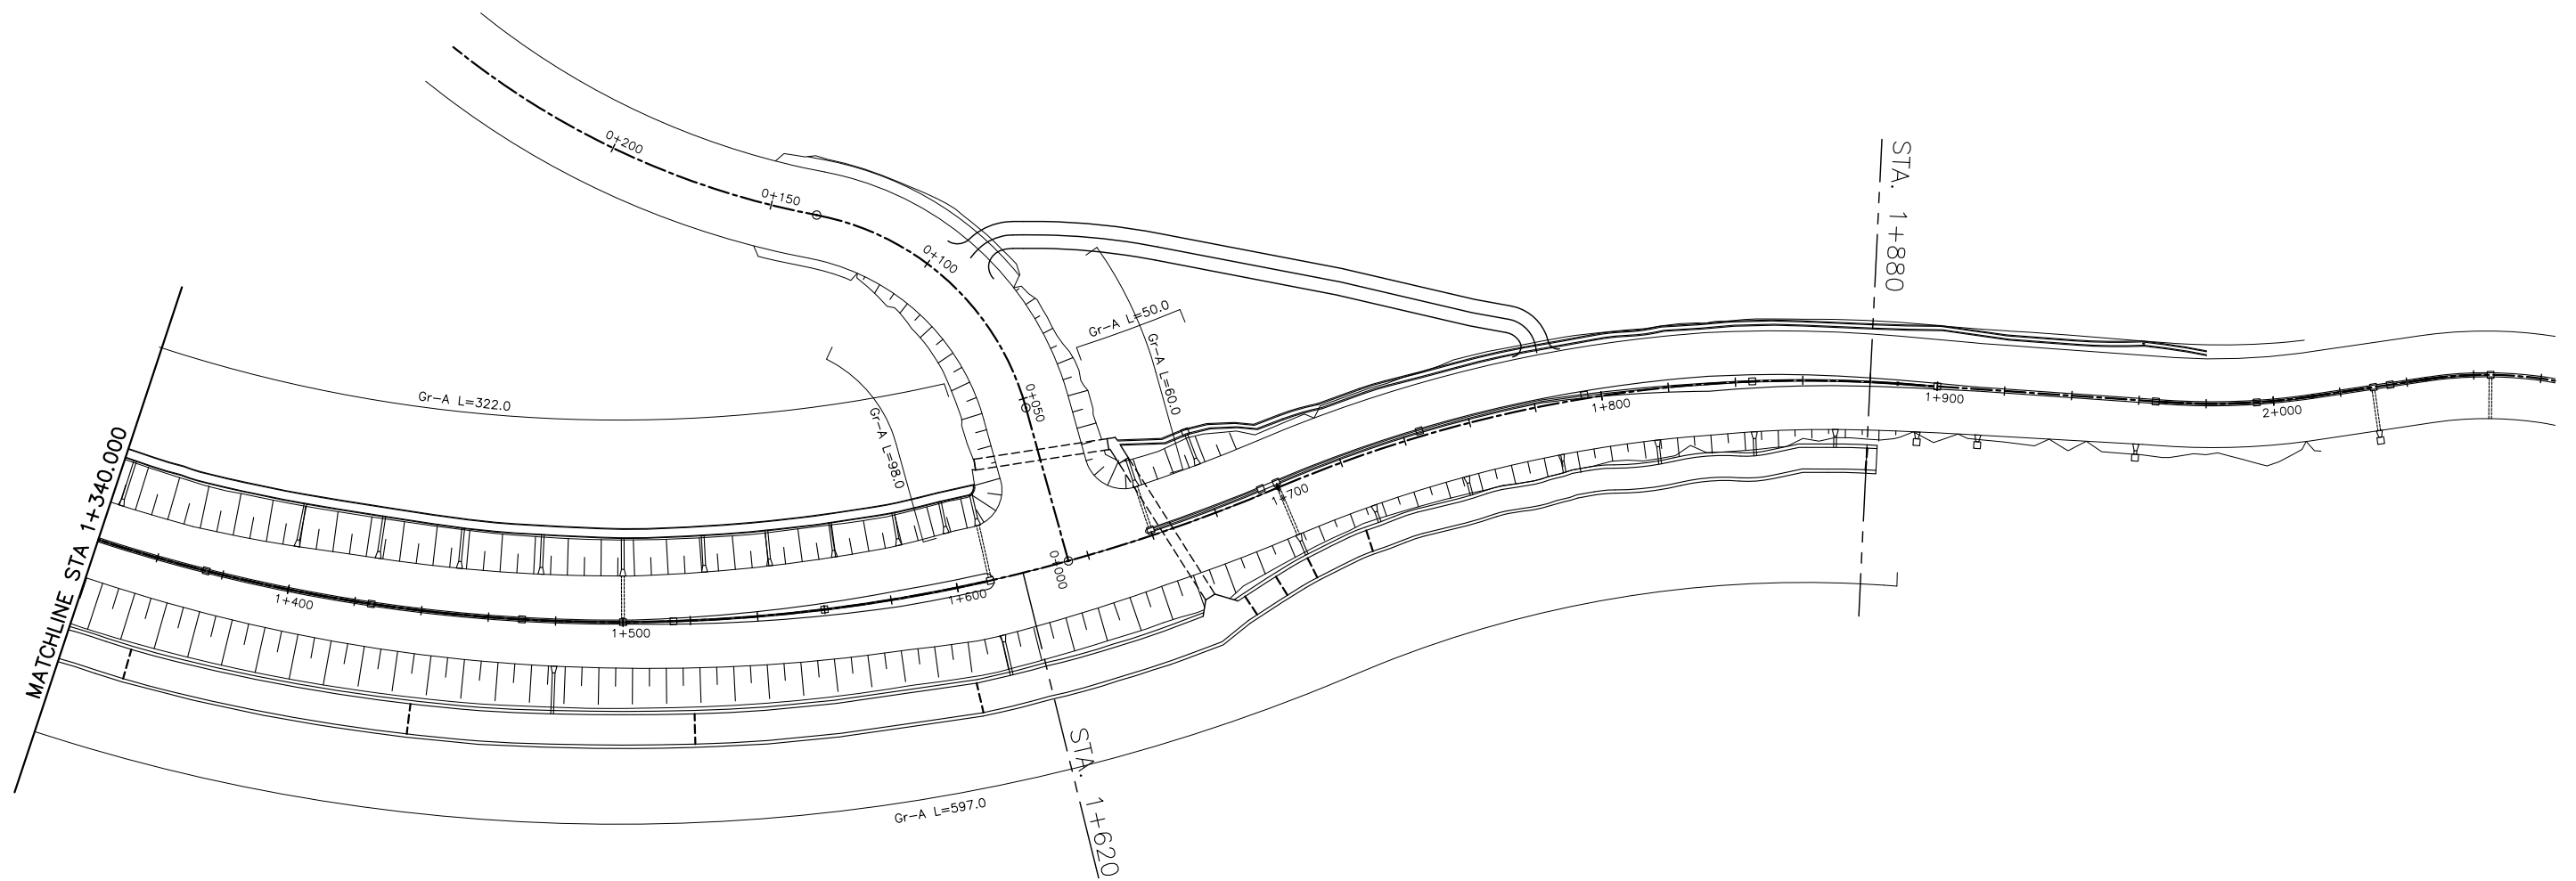 0+200
0+150
0+100
0+050
0+000
STA. 1+880
Gr-A L=50.0
Gr-A L=60.0
Gr-A L=322.0
Gr-A L=98.0
MATCHLINE STA 1+340.000
1+400
1+500
1+600
1+700
1+800
1+900
2+000
STA. 1+620
Gr-A L=597.0